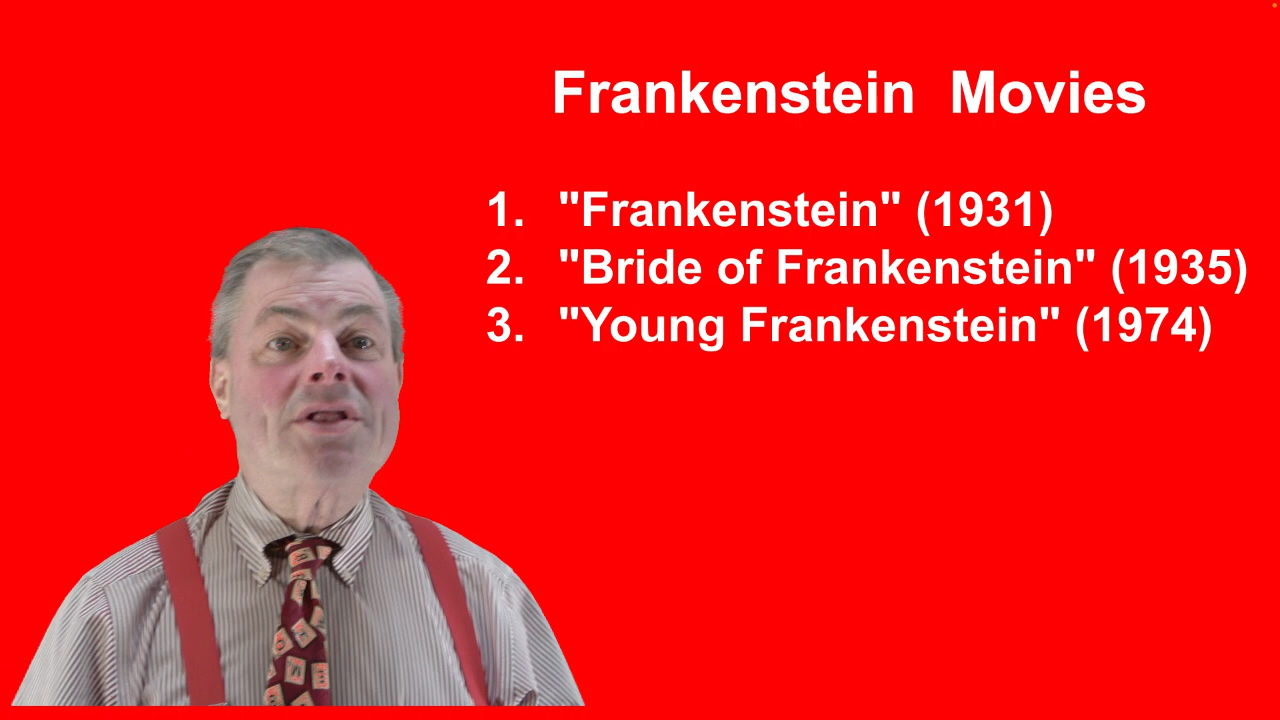 Frankenstein Movies
1. "Frankenstein" (1931)
2. "Bride of Frankenstein" (1935)
3. "Young Frankenstein" (1974)